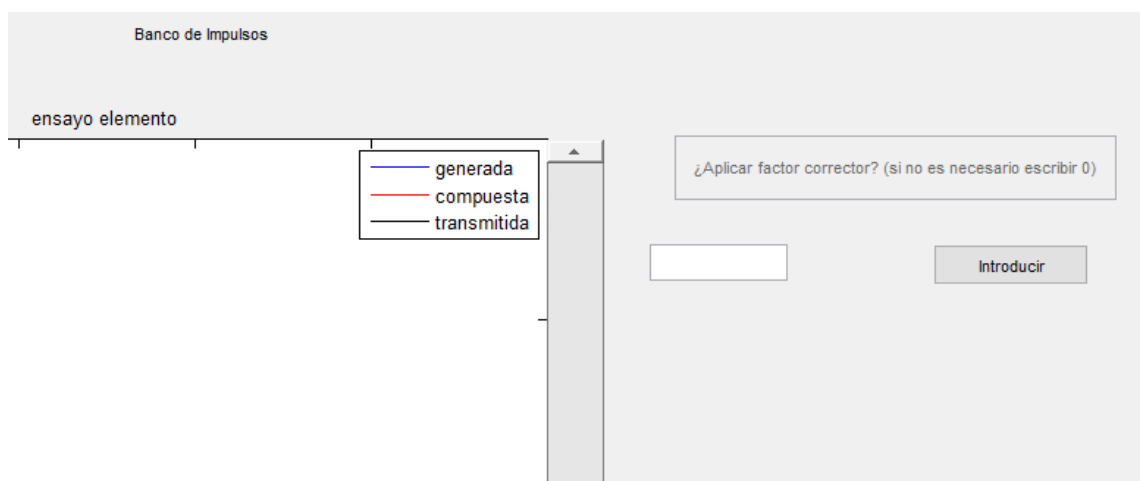 Banco de Impulsos
ensayo elemento
generada
compuesta
transmitida
¿Aplicar factor corrector? (si no es necesario escribir 0)
Introducir